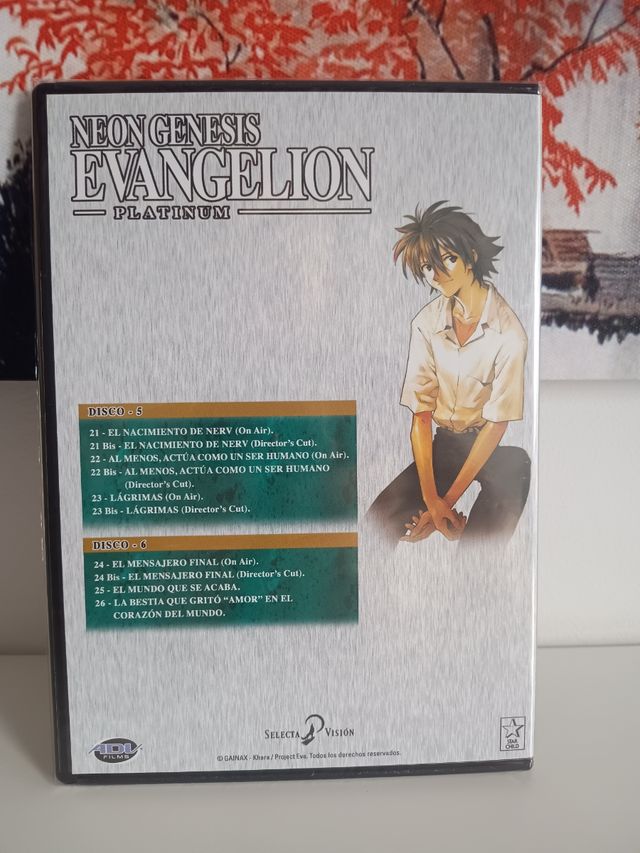 NEON GENESIS
EVANGELION
PLATINUM
DISCO - 5
21 - EL NACIMIENTO DE NERV (On Air).
21 Bis - EL NACIMIENTO DE NERV (Director's Cut).
22 - AL MENOS, ACTÚA COMO UN SER HUMANO (On Air).
22 Bis - AL MENOS, ACTÚA COMO UN SER HUMANO
(Director's Cut).
23 - LÁGRIMAS (On Air).
23 Bis - LÁGRIMAS (Director's Cut).
DISCO - 6
24 - EL MENSAJERO FINAL (On Air).
24 Bis - EL MENSAJERO FINAL (Director's Cut).
25 - EL MUNDO QUE SE ACABA.
26 - LA BESTIA QUE GRITÓ “AMOR” EN EL
CORAZÓN DEL MUNDO.
SELECTA VISIÓN
ADV
FILMS
© GAINAX - Khara / Project Eva. Todos los derechos reservados.
STAR
CHILD